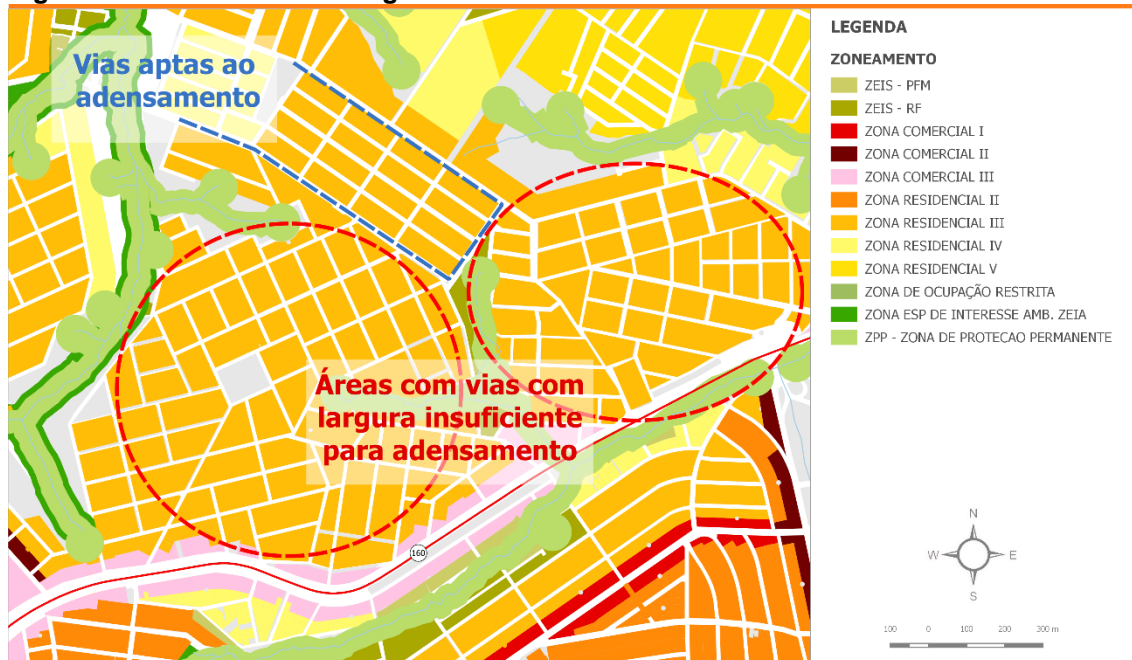 Vias aptas ao
adensamento
Áreas com vias com
largura insuficiente
para adensamento
160
LEGENDA
ZONEAMENTO
ZEIS - PFM
ZEIS - RF
ZONA COMERCIAL I
ZONA COMERCIAL II
ZONA COMERCIAL III
ZONA RESIDENCIAL II
ZONA RESIDENCIAL III
ZONA RESIDENCIAL IV
ZONA RESIDENCIAL V
ZONA DE OCUPAÇÃO RESTRITA
ZONA ESP DE INTERESSE AMB. ZEIA
ZPP - ZONA DE PROTECAO PERMANENTE
N
W E
S
100 0 100 200 300 m